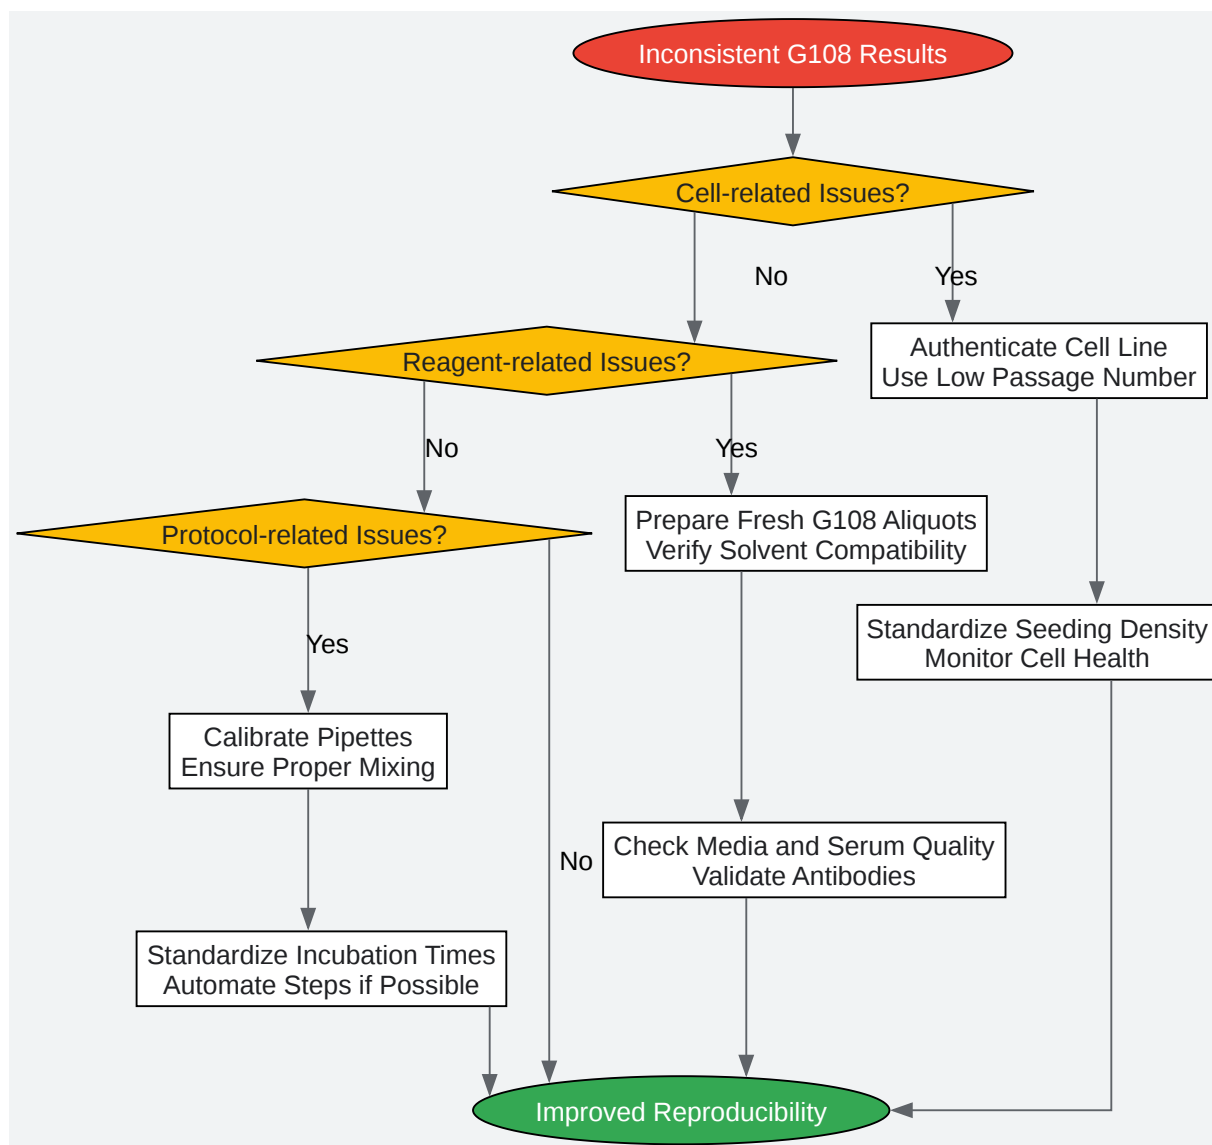 Inconsistent G108 Results
Cell-related Issues?
No
Yes
Authenticate Cell Line
Use Low Passage Number
Reagent-related Issues?
No
Yes
Prepare Fresh G108 Aliquots
Verify Solvent Compatibility
Protocol-related Issues?
Standardize Seeding Density
Monitor Cell Health
Yes
Calibrate Pipettes
Ensure Proper Mixing
No
Check Media and Serum Quality
Validate Antibodies
Standardize Incubation Times
Automate Steps if Possible
Improved Reproducibility